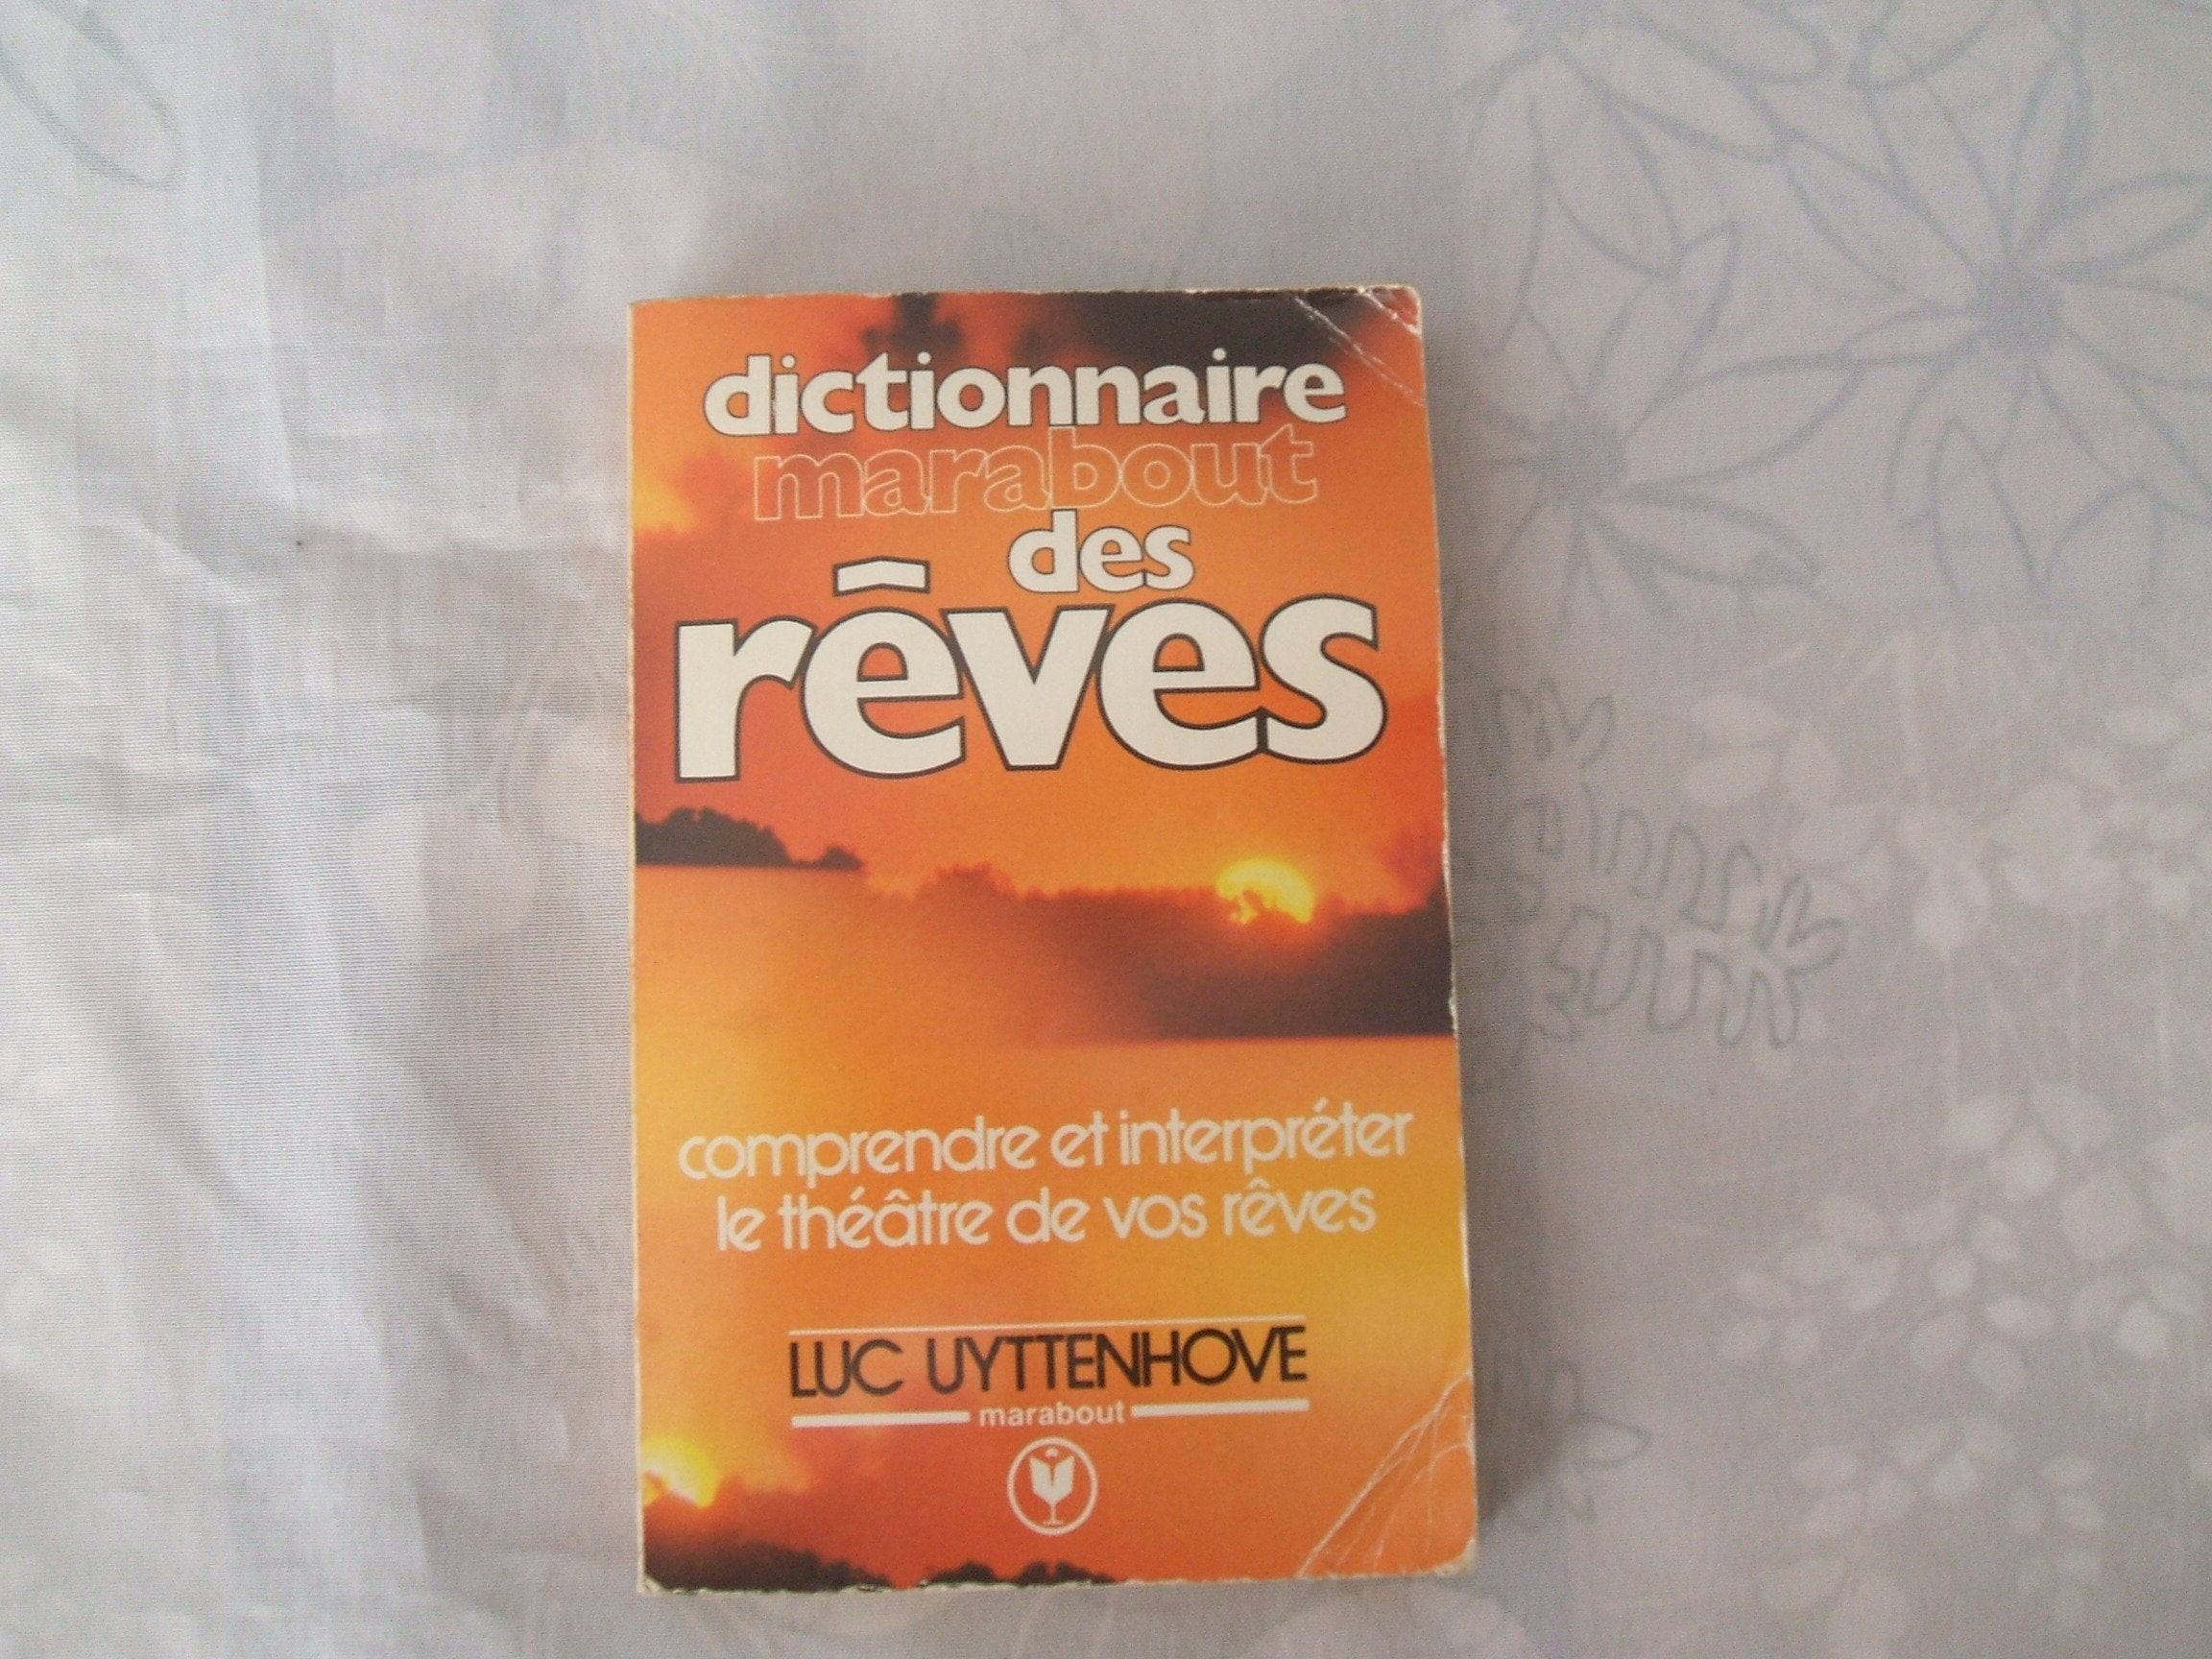 dictionnaire
marabout
des
rêves
comprendre et interpréter
le théâtre de vos rêves
LUC UYTTENHOVE
marabout